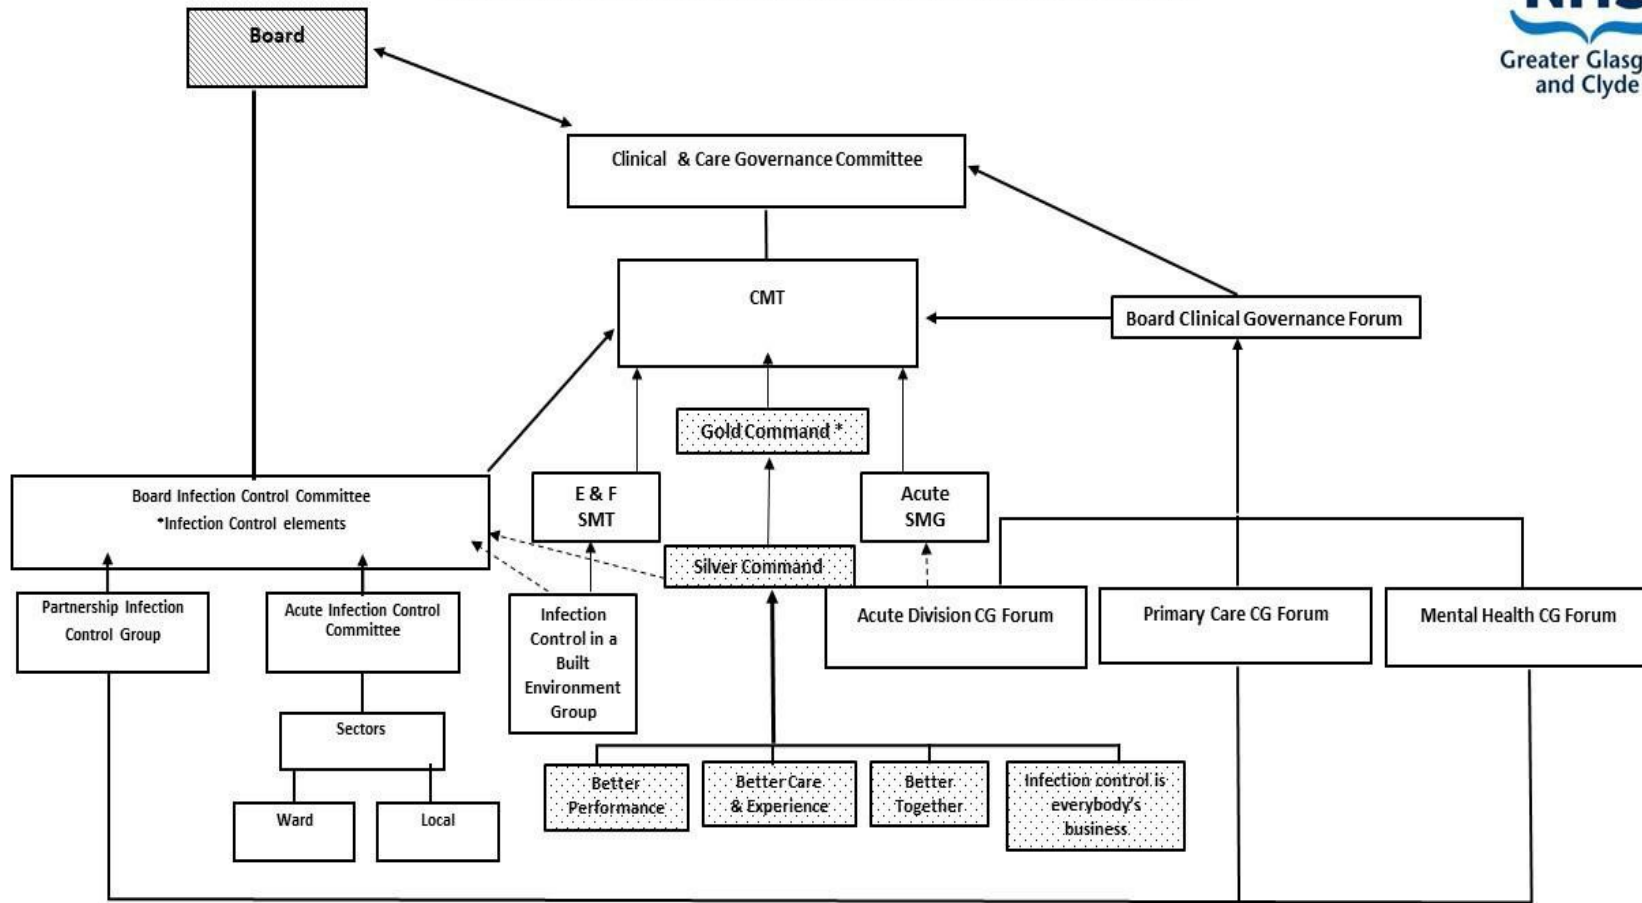 Board
Greater Glasg
and Clyde
Clinical & Care Governance Committee
CMT
Board Clinical Governance Forum
Gold Command *
Board Infection Control Committee
*Infection Control elements
E & F
SMT
Acute
SMG
Silver Command
Partnership Infection
Control Group
Acute Infection Control
Committee
Infection
Control in a
Built
Environment
Group
Acute Division CG Forum
Primary Care CG Forum
Mental Health CG Forum
Sectors
Ward
Local
Better
Performance
Better Care
& Experience
Better
Together
Infection control is
everybody's
business